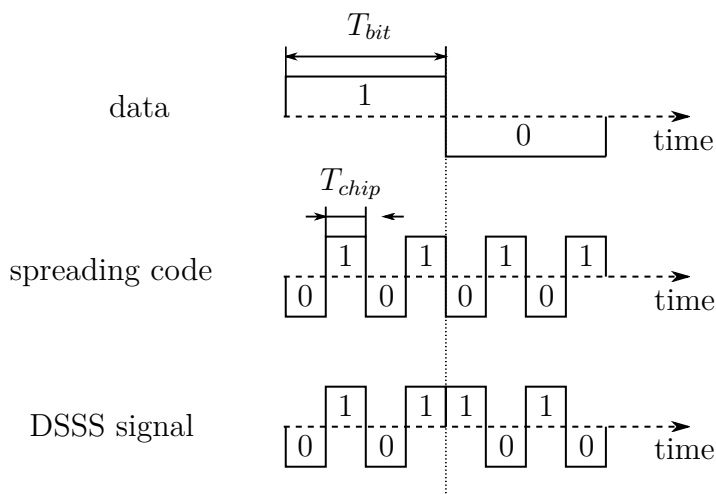 T_bit
data
1
0
time
T_chip
spreading code
0 1 0 1 0 1 0 1
time
DSSS signal
0 1 0 1 1 0 1 0
time